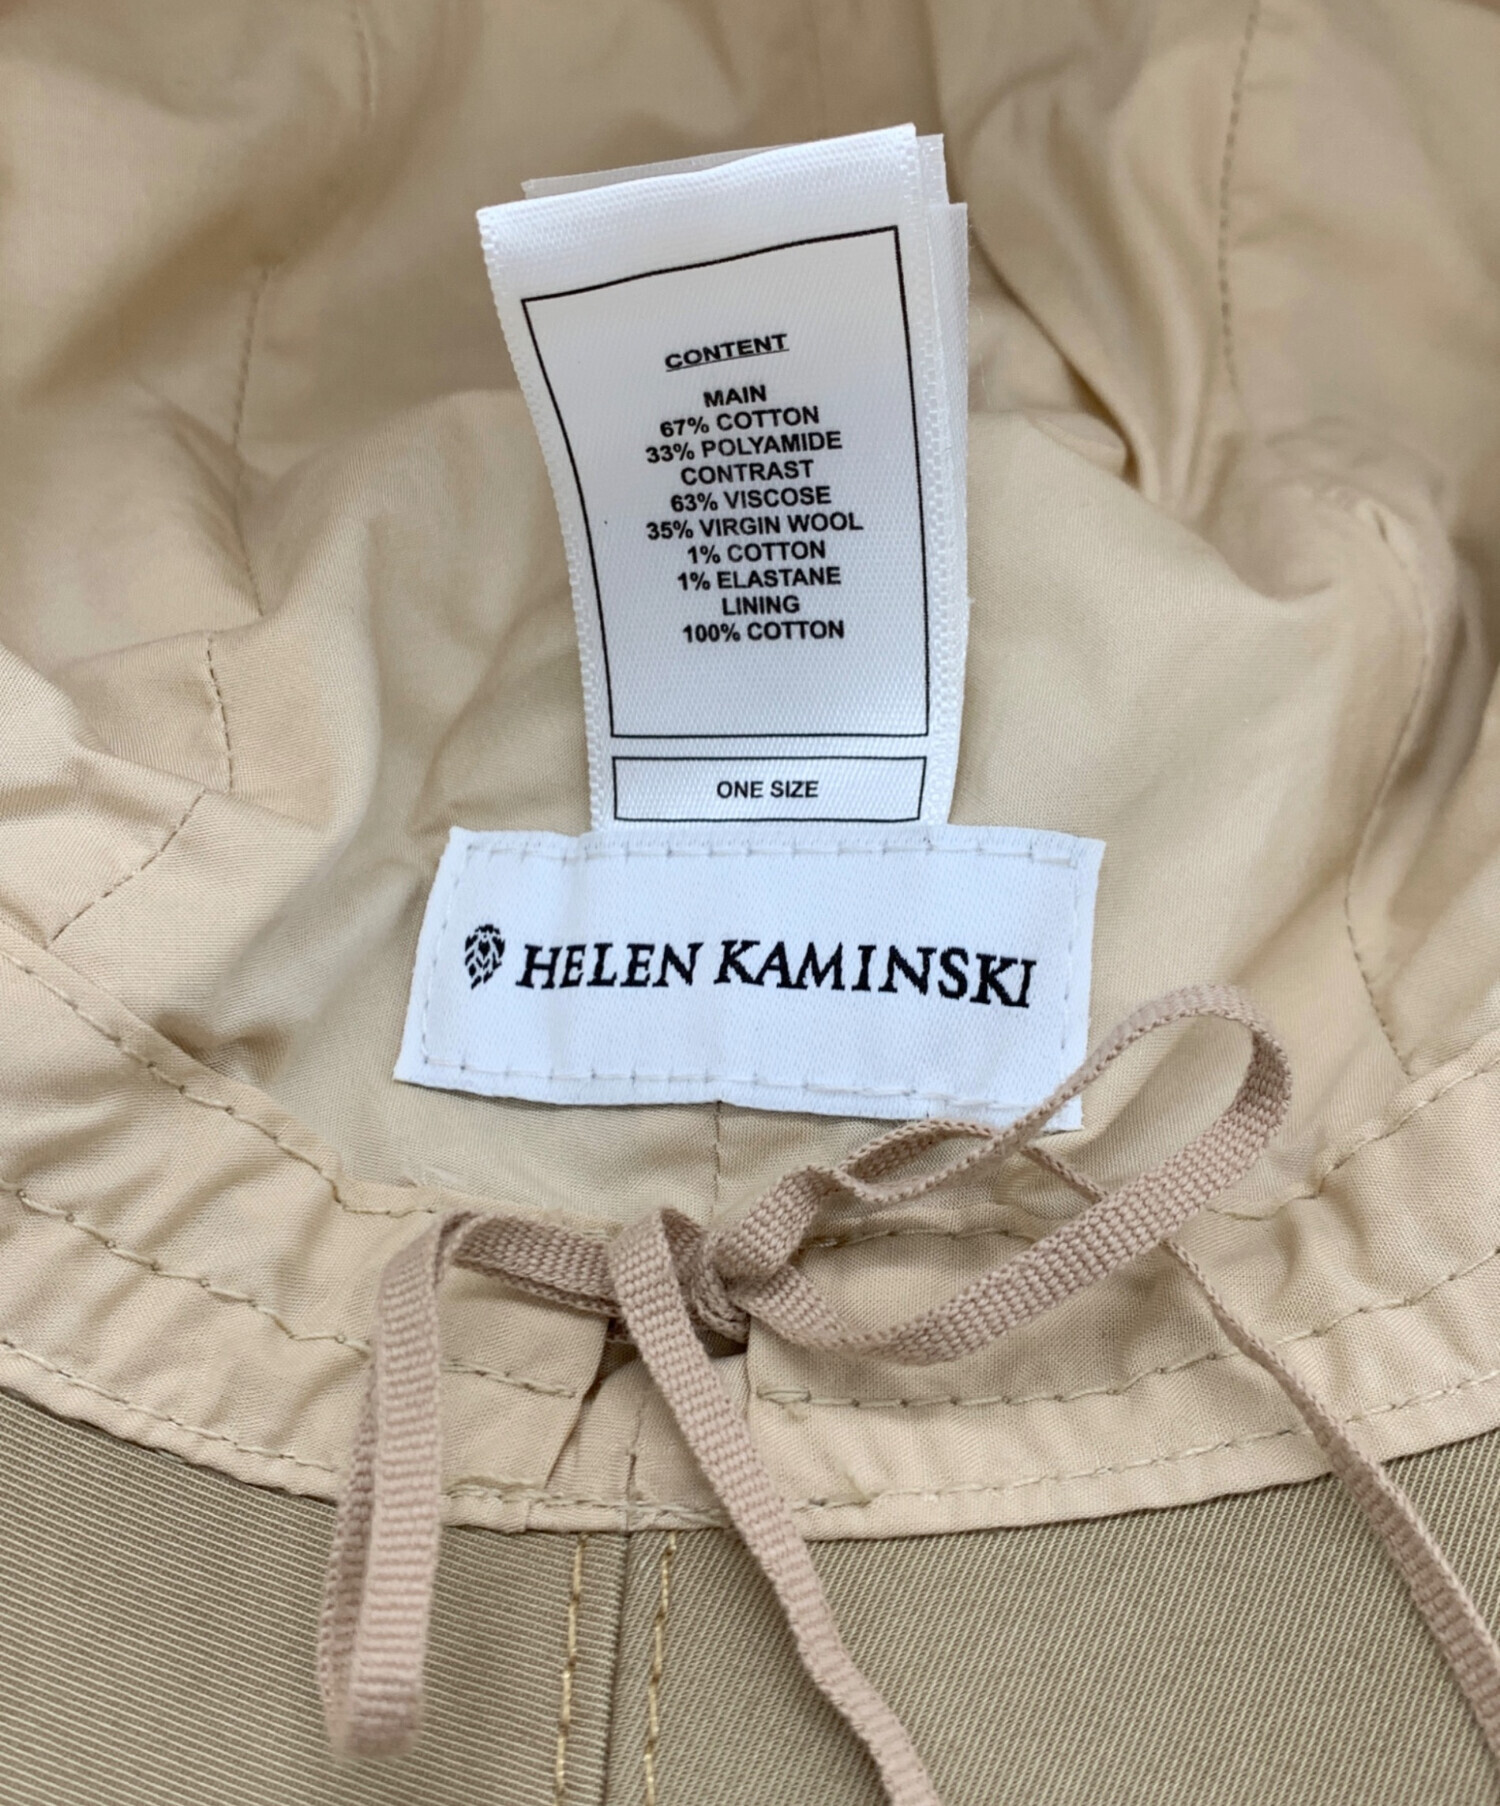 CONTENT
MAIN
67% COTTON
33% POLYAMIDE
CONTRAST
63% VISCOSE
35% VIRGIN WOOL
1% COTTON
1% ELASTANE
LINING
100% COTTON
ONE SIZE
HELEN KAMINSKI